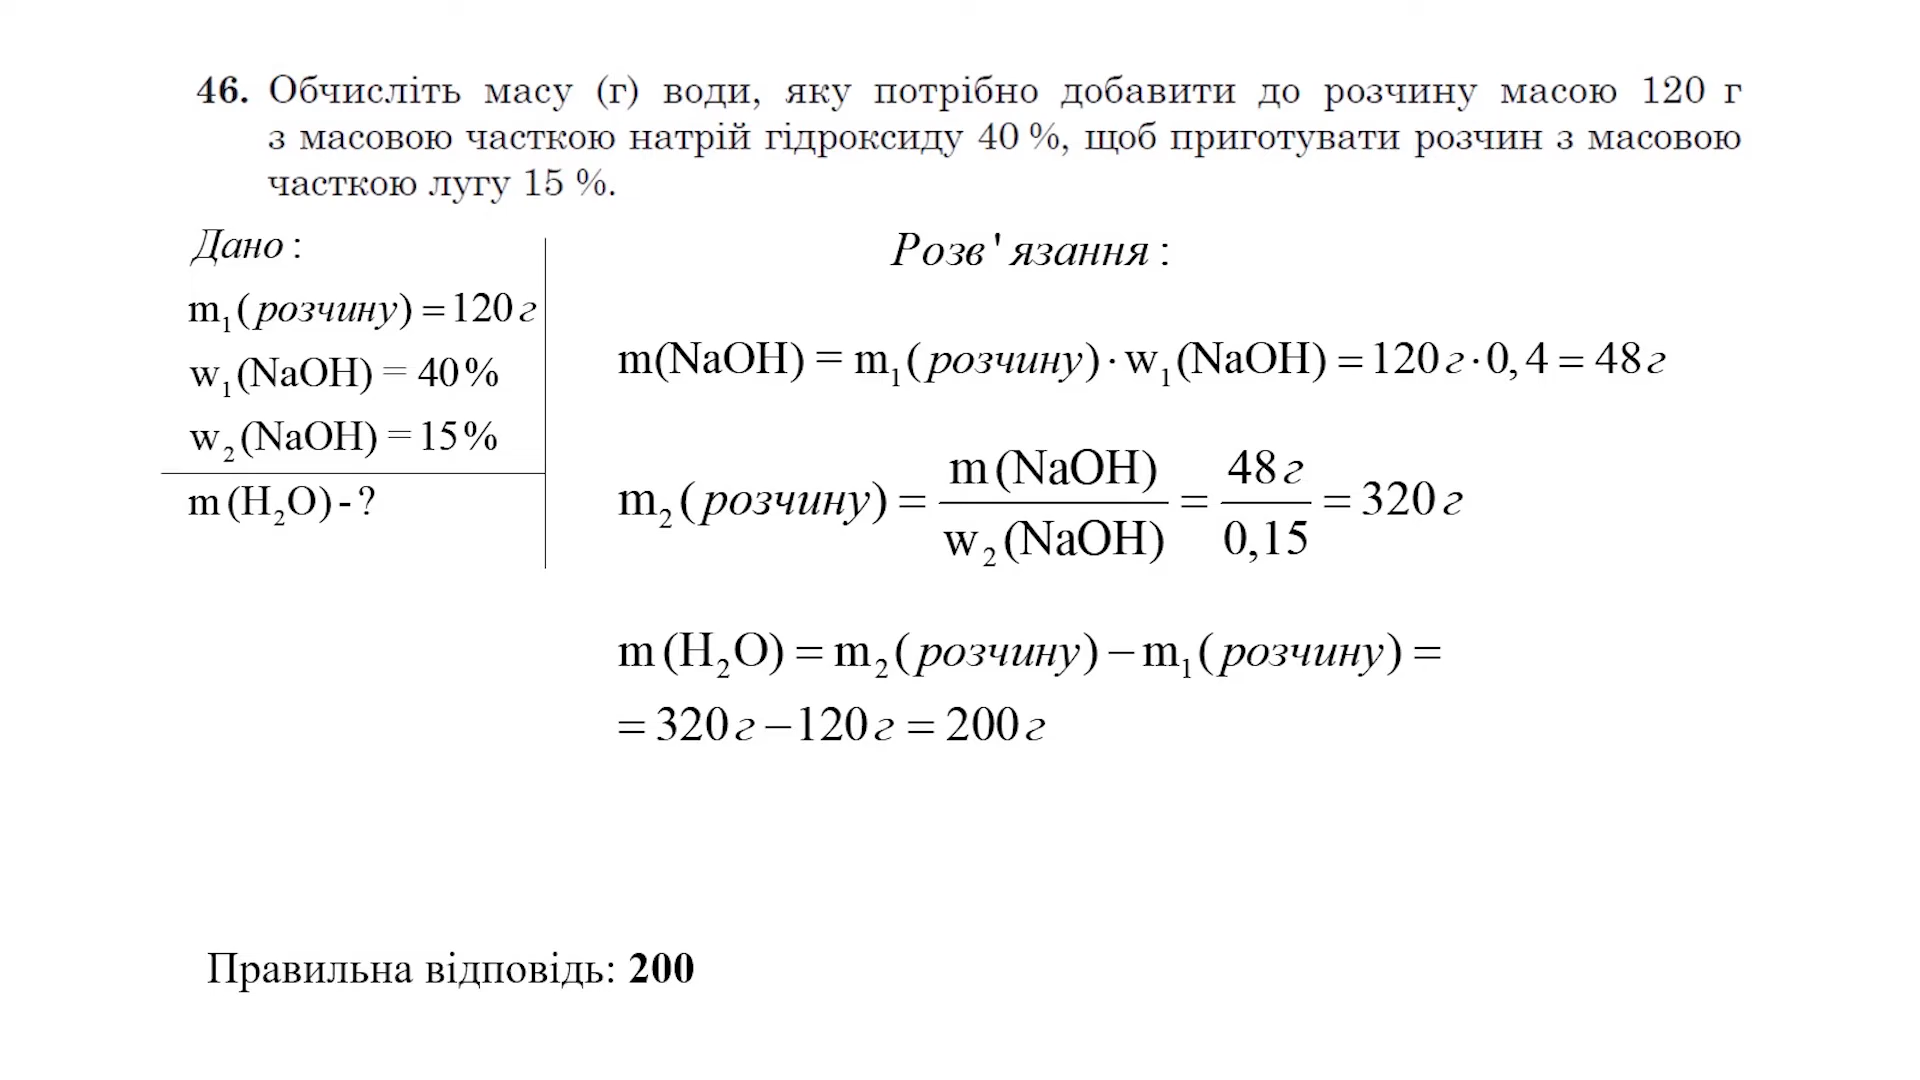 46. Обчисліть масу (г) води, яку потрібно добавити до розчину масою 120 г
з масовою часткою натрій гідроксиду 40 %, щоб приготувати розчин з масовою
часткою лугу 15 %.
Дано :
m₁(розчину) = 120 г
w₁(NaOH) = 40%
w₂(NaOH) = 15%
m(H₂O) - ?
Розв'язання :
m(NaOH) = m₁(розчину) · w₁(NaOH) = 120 г · 0,4 = 48 г
m₂(розчину) = m(NaOH) / w₂(NaOH) = 48 г / 0,15 = 320 г
m(H₂O) = m₂(розчину) − m₁(розчину) =
= 320 г − 120 г = 200 г
Правильна відповідь: 200